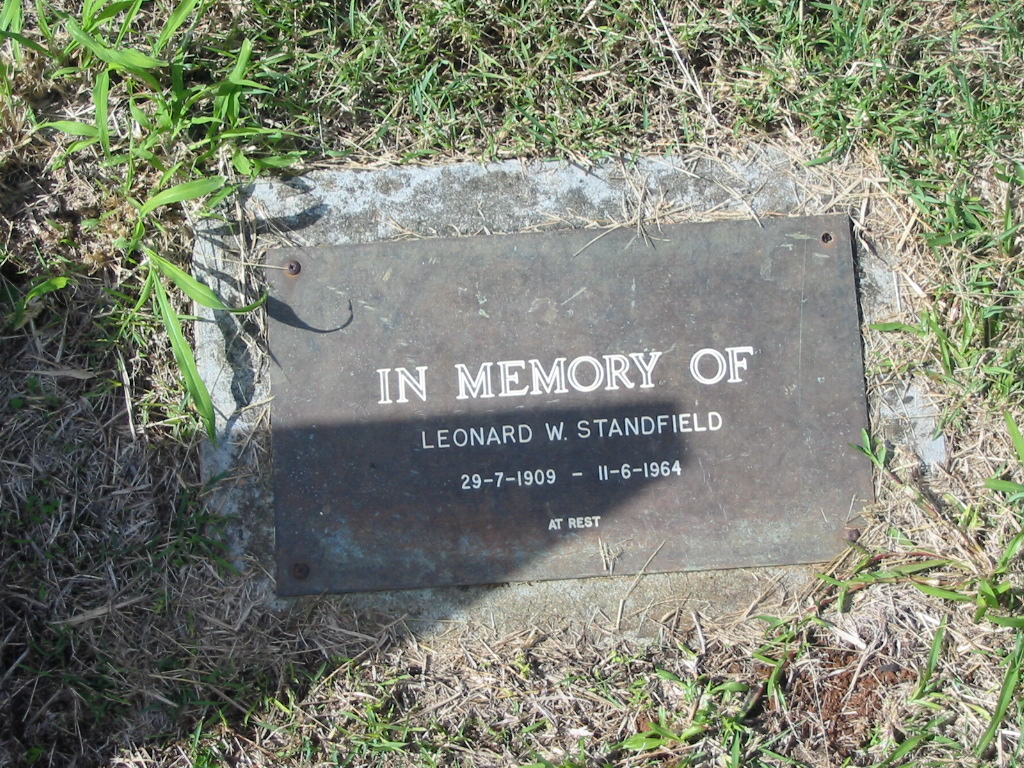 IN MEMORY OF
LEONARD W. STANDFIELD
29-7-1909 - 11-6-1964
AT REST